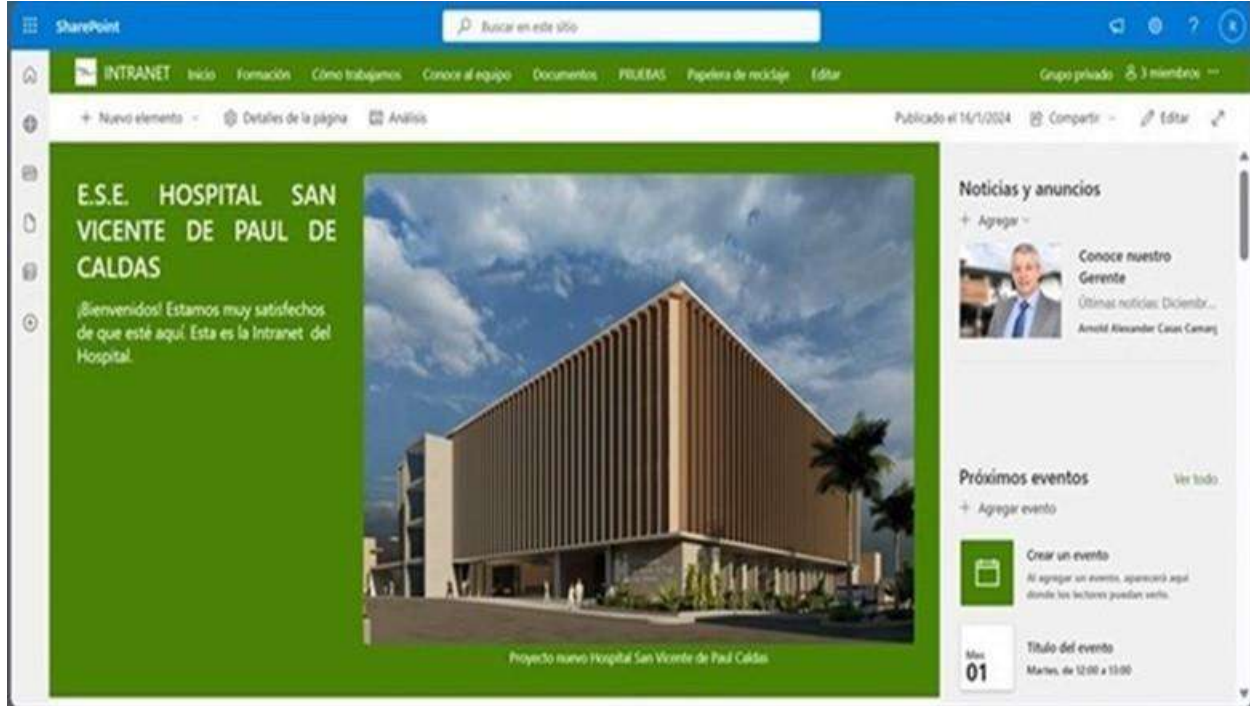 SharePoint
Buscar en este sitio
?
R
INTRANET Inicio Formación Cómo trabajamos Conoce al equipo Documentos PRUEBAS Papelera de reciclaje Editar
Grupo privado 3 miembros ...
+ Nuevo elemento Detalles de la página Análisis
Publicado el 16/1/2024 Compartir Editar
E.S.E. HOSPITAL SAN
VICENTE DE PAUL DE
CALDAS
¡Bienvenidos! Estamos muy satisfechos
de que esté aquí. Esta es la Intranet del
Hospital.
Proyecto nuevo Hospital San Vicente de Paul Caldas
Noticias y anuncios
+ Agregar
Conoce nuestro
Gerente
Últimas noticias: Diciembr...
Arnold Alexander Casas Camarg
Próximos eventos
Ver todo
+ Agregar evento
Crear un evento
Al agregar un evento, aparecerá aquí
donde los lectores puedan verlo.
Mes
01
Título del evento
Martes, de 12:00 a 13:00